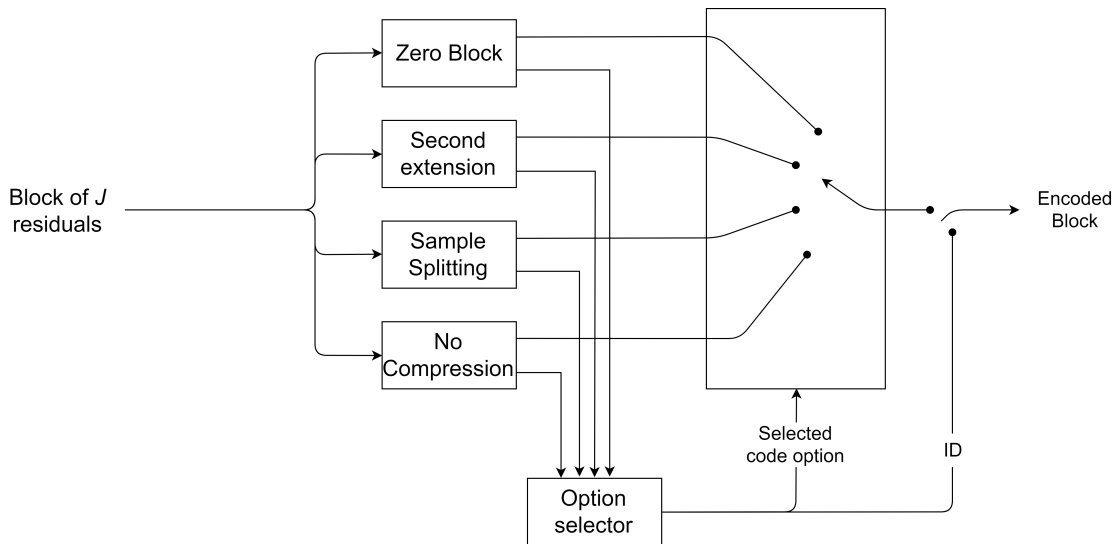 Zero Block
Second
extension
Block of J
residuals
Sample
Splitting
No
Compression
Encoded
Block
Selected
code option
ID
Option
selector